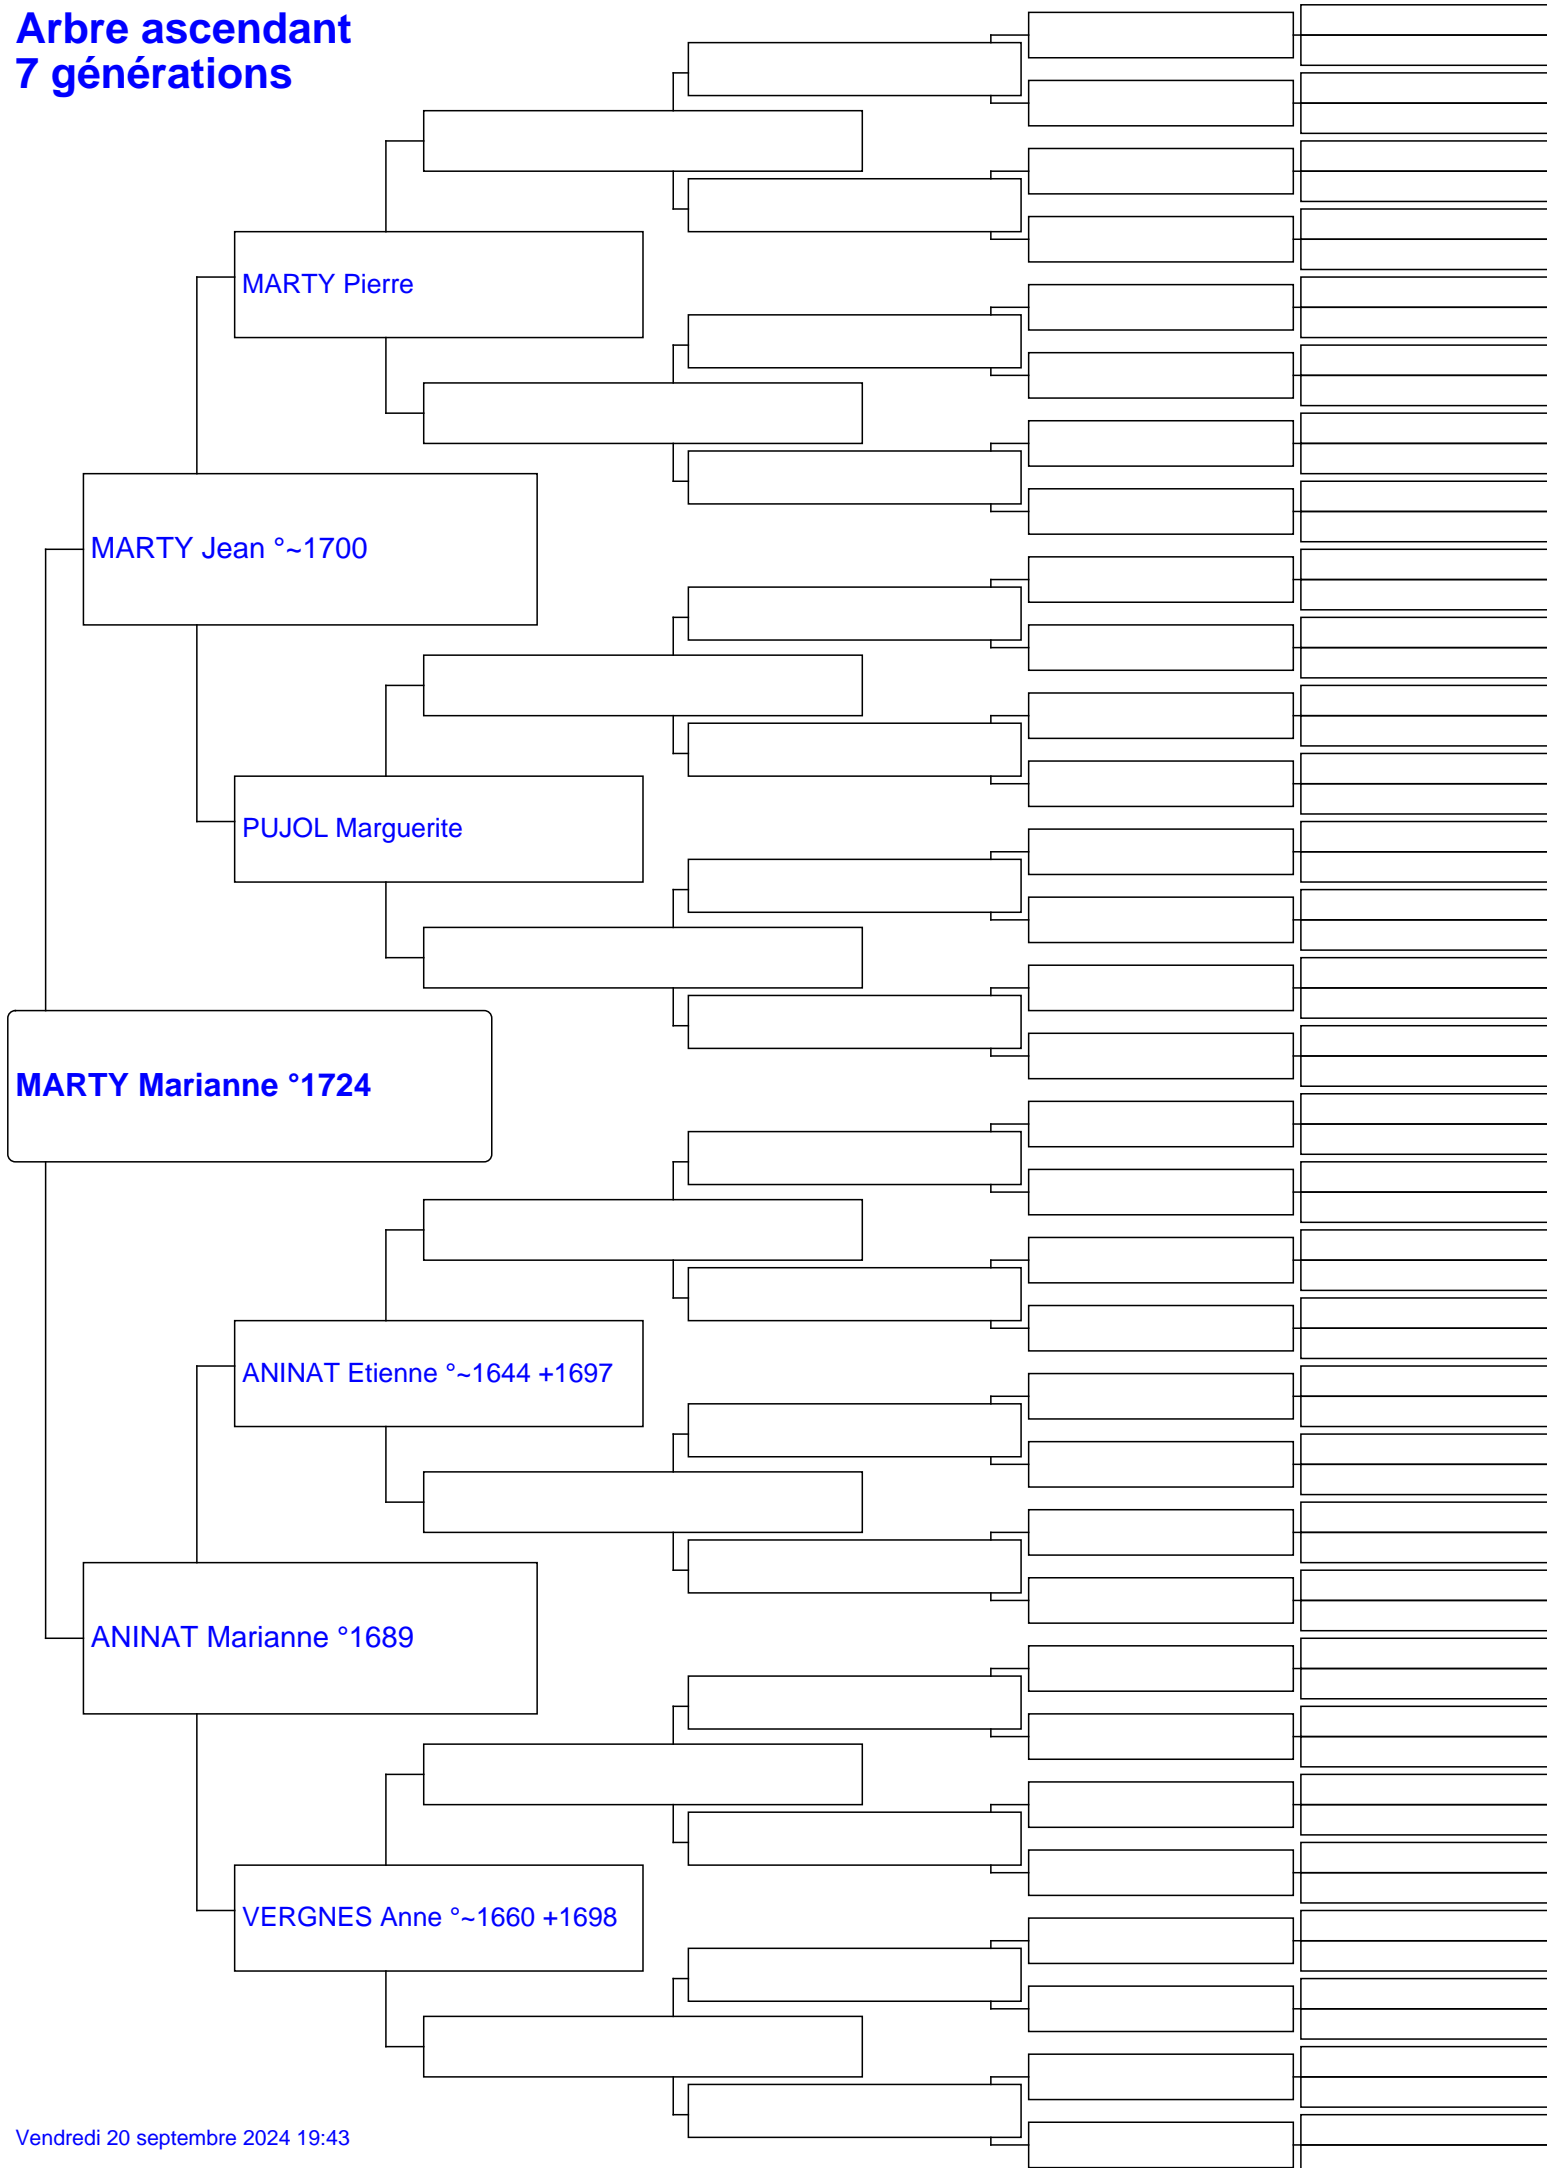 Arbre ascendant
7 générations
MARTY Pierre
MARTY Jean °~1700
PUJOL Marguerite
MARTY Marianne °1724
ANINAT Etienne °~1644 +1697
ANINAT Marianne °1689
VERGNES Anne °~1660 +1698
Vendredi 20 septembre 2024 19:43